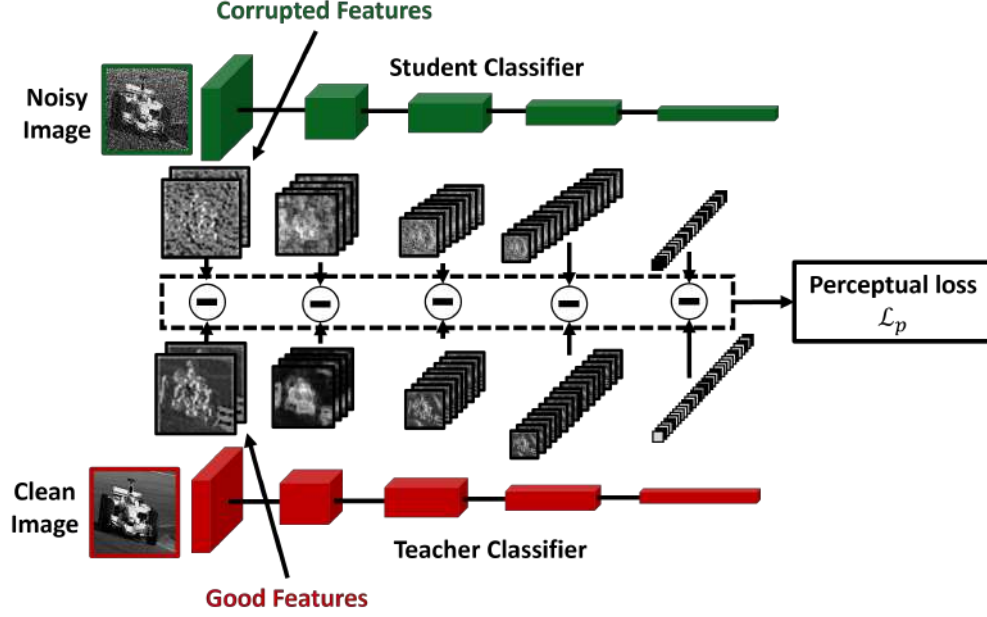 Corrupted Features
Student Classifier
Noisy
Image
Perceptual loss
ℒₚ
Clean
Image
Teacher Classifier
Good Features